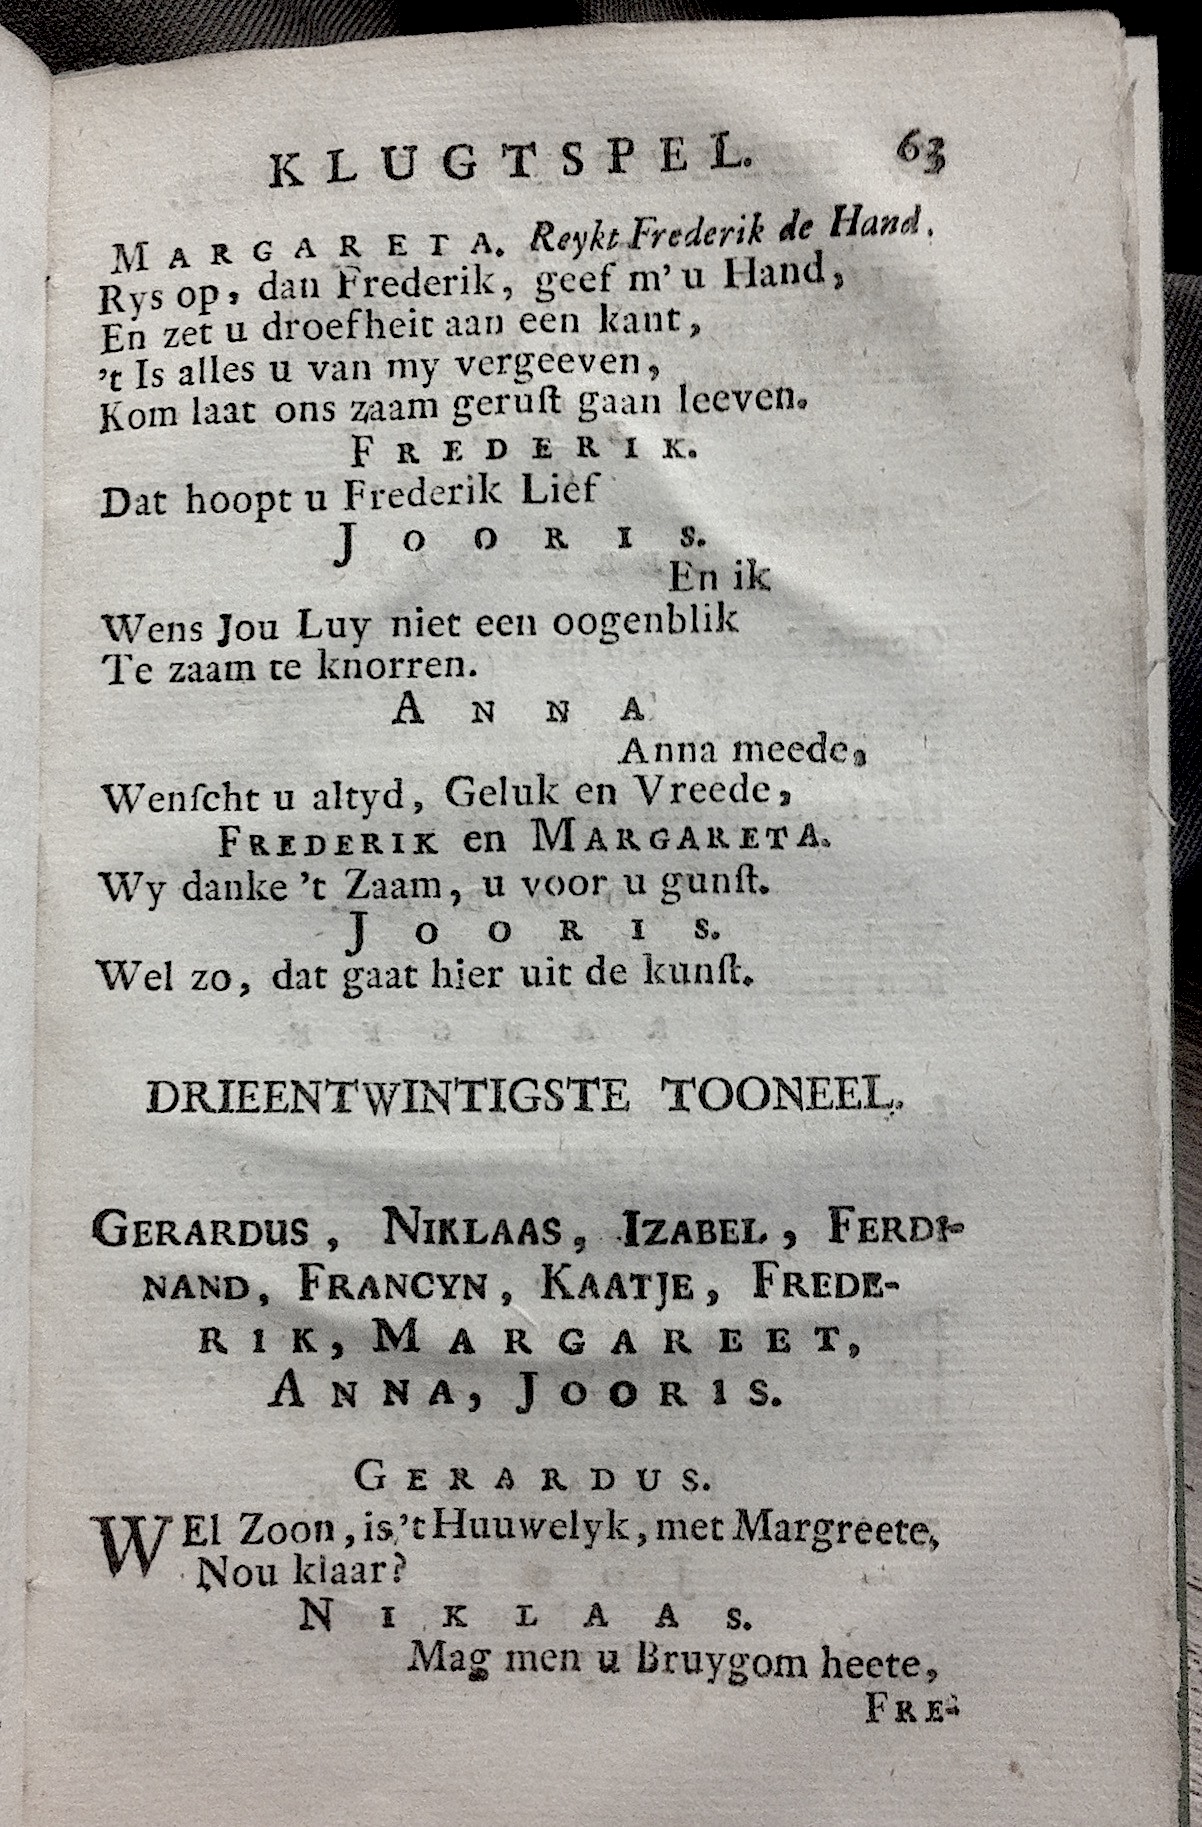 KLUGTSPEL. 63
MARGARETA. Reykt Frederik de Hand.
Rys op, dan Frederik, geef m' u Hand,
En zet u droefheit aan een kant,
't Is alles u van my vergeeven,
Kom laat ons zaam geruſt gaan leeven.
FREDERIK.
Dat hoopt u Frederik Lief
JOORIS.
En ik
Wens Jou Luy niet een oogenblik
Te zaam te knorren.
ANNA
Anna meede,
Wenſcht u altyd, Geluk en Vreede,
FREDERIK en MARGARETA.
Wy danke 't Zaam, u voor u gunſt.
JOORIS.
Wel zo, dat gaat hier uit de kunſt.
DRIEENTWINTIGSTE TOONEEL.
GERARDUS, NIKLAAS, IZABEL, FERDI-
NAND, FRANCYN, KAATJE, FREDE-
RIK, MARGAREET,
ANNA, JOORIS.
GERARDUS.
WEl Zoon, is 't Huuwelyk, met Margreete,
Nou klaar?
NIKLAAS.
Mag men u Bruygom heete,
FRE-